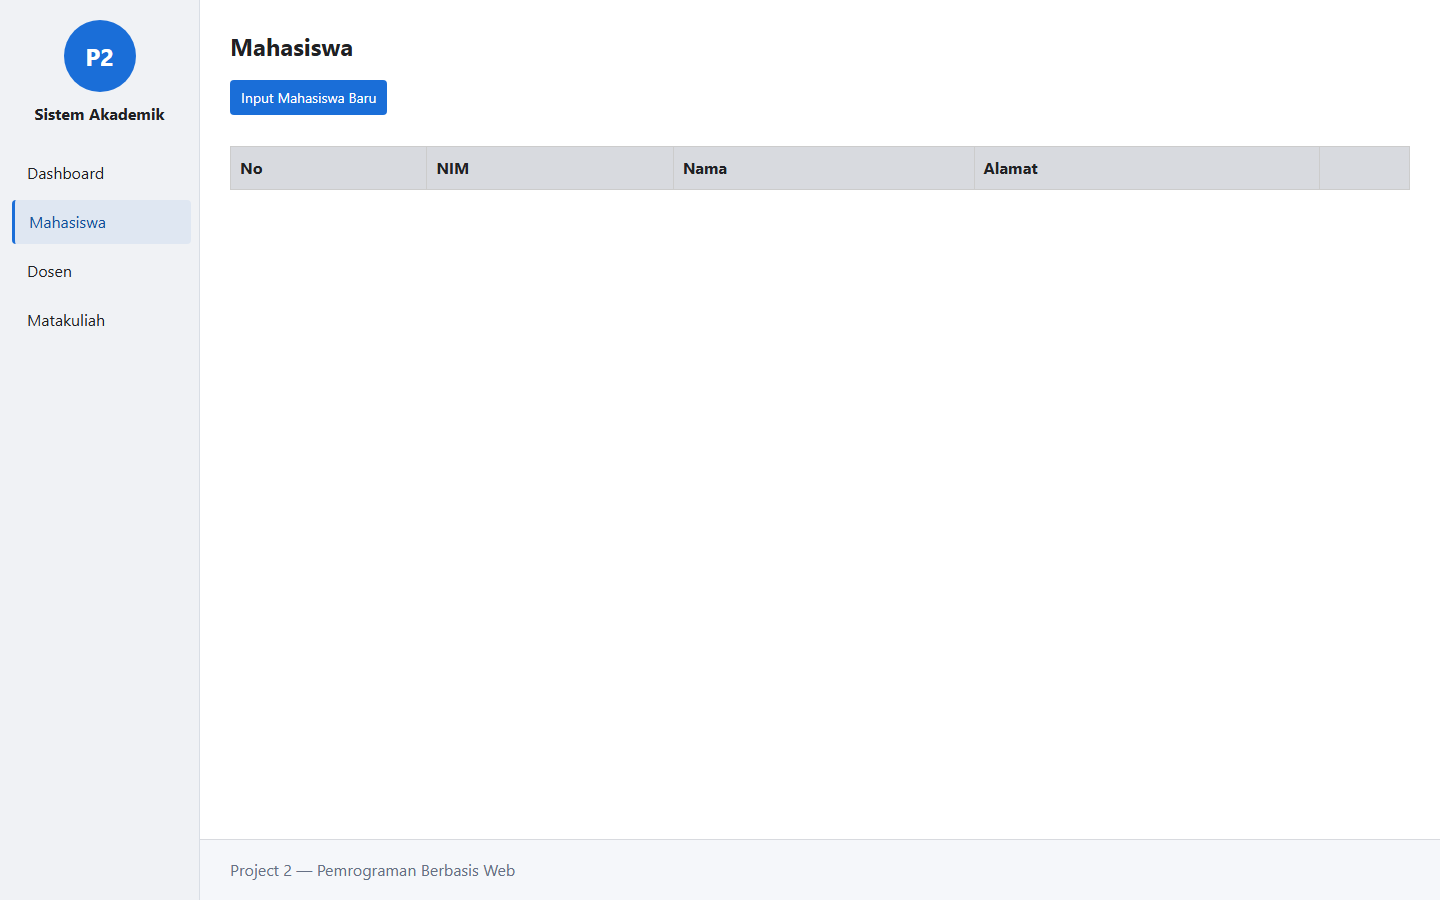 P2
Sistem Akademik
Dashboard
Mahasiswa
Dosen
Matakuliah
Mahasiswa
Input Mahasiswa Baru
No NIM Nama Alamat
Project 2 — Pemrograman Berbasis Web